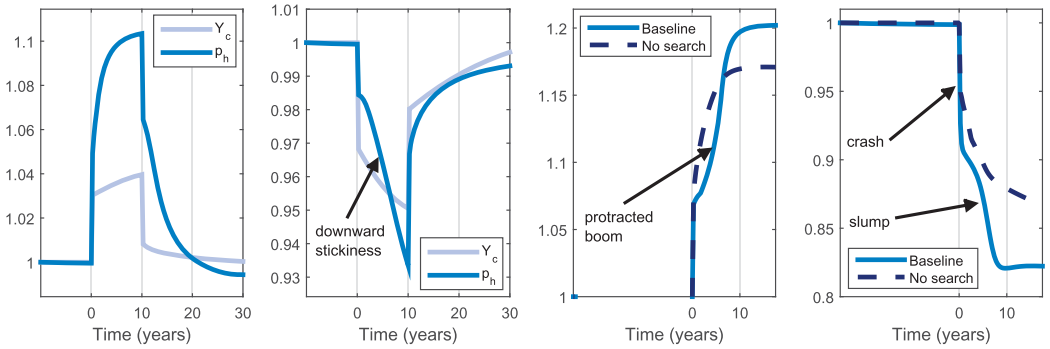 1.1
1.08
1.06
1.04
1.02
1
0 10 20 30
Time (years)
Y_c
p_h
1.01
1
0.99
0.98
0.97
0.96
0.95
0.94
0.93
0 10 20 30
Time (years)
downward
stickiness
Y_c
p_h
1.2
1.15
1.1
1.05
1
0 10
Time (years)
Baseline
No search
protracted
boom
1
0.95
0.9
0.85
0.8
0 10
Time (years)
crash
slump
Baseline
No search